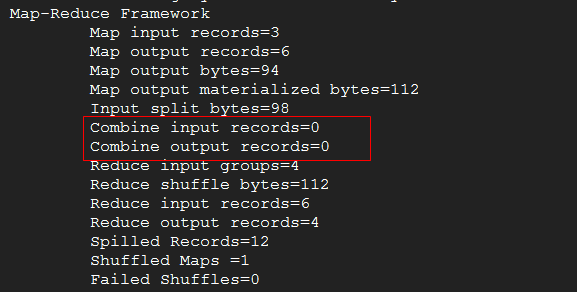 Map-Reduce Framework
Map input records=3
Map output records=6
Map output bytes=94
Map output materialized bytes=112
Input split bytes=98
Combine input records=0
Combine output records=0
Reduce input groups=4
Reduce shuffle bytes=112
Reduce input records=6
Reduce output records=4
Spilled Records=12
Shuffled Maps =1
Failed Shuffles=0